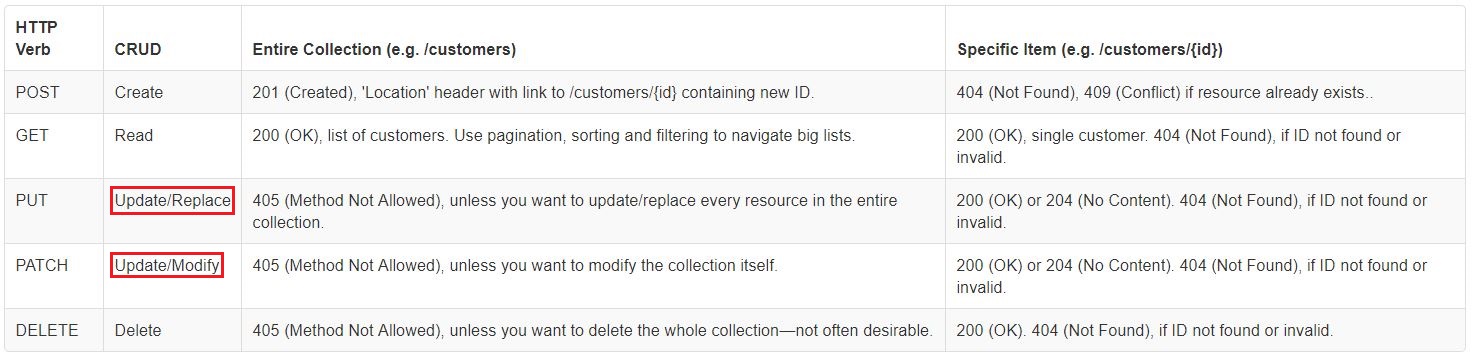 HTTP
Verb CRUD Entire Collection (e.g. /customers) Specific Item (e.g. /customers/{id})
POST Create 201 (Created), 'Location' header with link to /customers/{id} containing new ID. 404 (Not Found), 409 (Conflict) if resource already exists..
GET Read 200 (OK), list of customers. Use pagination, sorting and filtering to navigate big lists. 200 (OK), single customer. 404 (Not Found), if ID not found or
invalid.
PUT Update/Replace 405 (Method Not Allowed), unless you want to update/replace every resource in the entire
collection. 200 (OK) or 204 (No Content). 404 (Not Found), if ID not found or
invalid.
PATCH Update/Modify 405 (Method Not Allowed), unless you want to modify the collection itself. 200 (OK) or 204 (No Content). 404 (Not Found), if ID not found or
invalid.
DELETE Delete 405 (Method Not Allowed), unless you want to delete the whole collection—not often desirable. 200 (OK). 404 (Not Found), if ID not found or invalid.